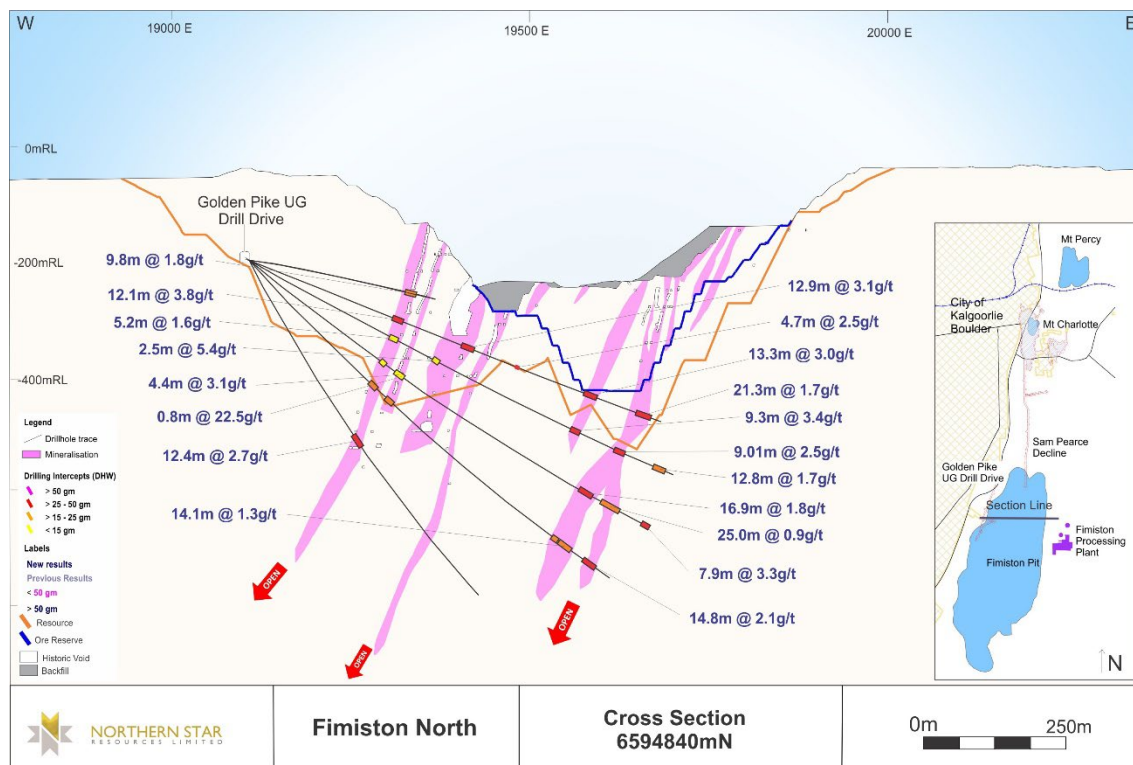 W
19000 E
19500 E
20000 E
E
0mRL
-200mRL
-400mRL
Golden Pike UG
Drill Drive
9.8m @ 1.8g/t
12.1m @ 3.8g/t
5.2m @ 1.6g/t
2.5m @ 5.4g/t
4.4m @ 3.1g/t
0.8m @ 22.5g/t
12.4m @ 2.7g/t
14.1m @ 1.3g/t
12.9m @ 3.1g/t
4.7m @ 2.5g/t
13.3m @ 3.0g/t
21.3m @ 1.7g/t
9.3m @ 3.4g/t
9.01m @ 2.5g/t
12.8m @ 1.7g/t
16.9m @ 1.8g/t
25.0m @ 0.9g/t
7.9m @ 3.3g/t
14.8m @ 2.1g/t
OPEN
OPEN
OPEN
Legend
Drillhole trace
Mineralisation
Drilling Intercepts (DHW)
> 50 gm
> 25 - 50 gm
> 15 - 25 gm
< 15 gm
Labels
New results
Previous Results
< 50 gm
> 50 gm
Resource
Ore Reserve
Historic Void
Backfill
Mt Percy
City of
Kalgoorlie
Boulder
Mt Charlotte
Sam Pearce
Decline
Golden Pike
UG Drill Drive
Section Line
Fimiston
Processing
Plant
Fimiston Pit
N
NORTHERN STAR
RESOURCES LIMITED
Fimiston North
Cross Section
6594840mN
0m
250m